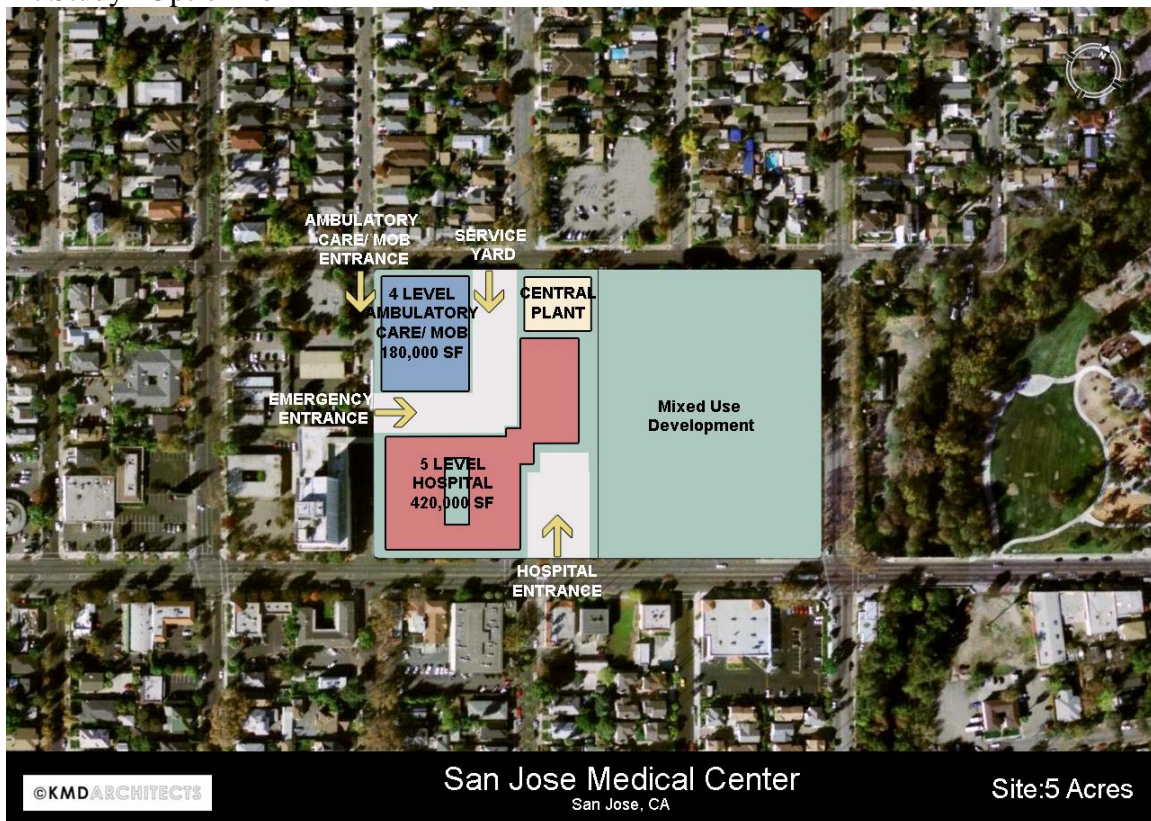 AMBULATORY
CARE/ MOB
ENTRANCE
SERVICE
YARD
N
4 LEVEL
AMBULATORY
CARE/ MOB
180,000 SF
CENTRAL
PLANT
EMERGENCY
ENTRANCE
Mixed Use
Development
5 LEVEL
HOSPITAL
420,000 SF
HOSPITAL
ENTRANCE
©KMDARCHITECTS
San Jose Medical Center
San Jose, CA
Site:5 Acres